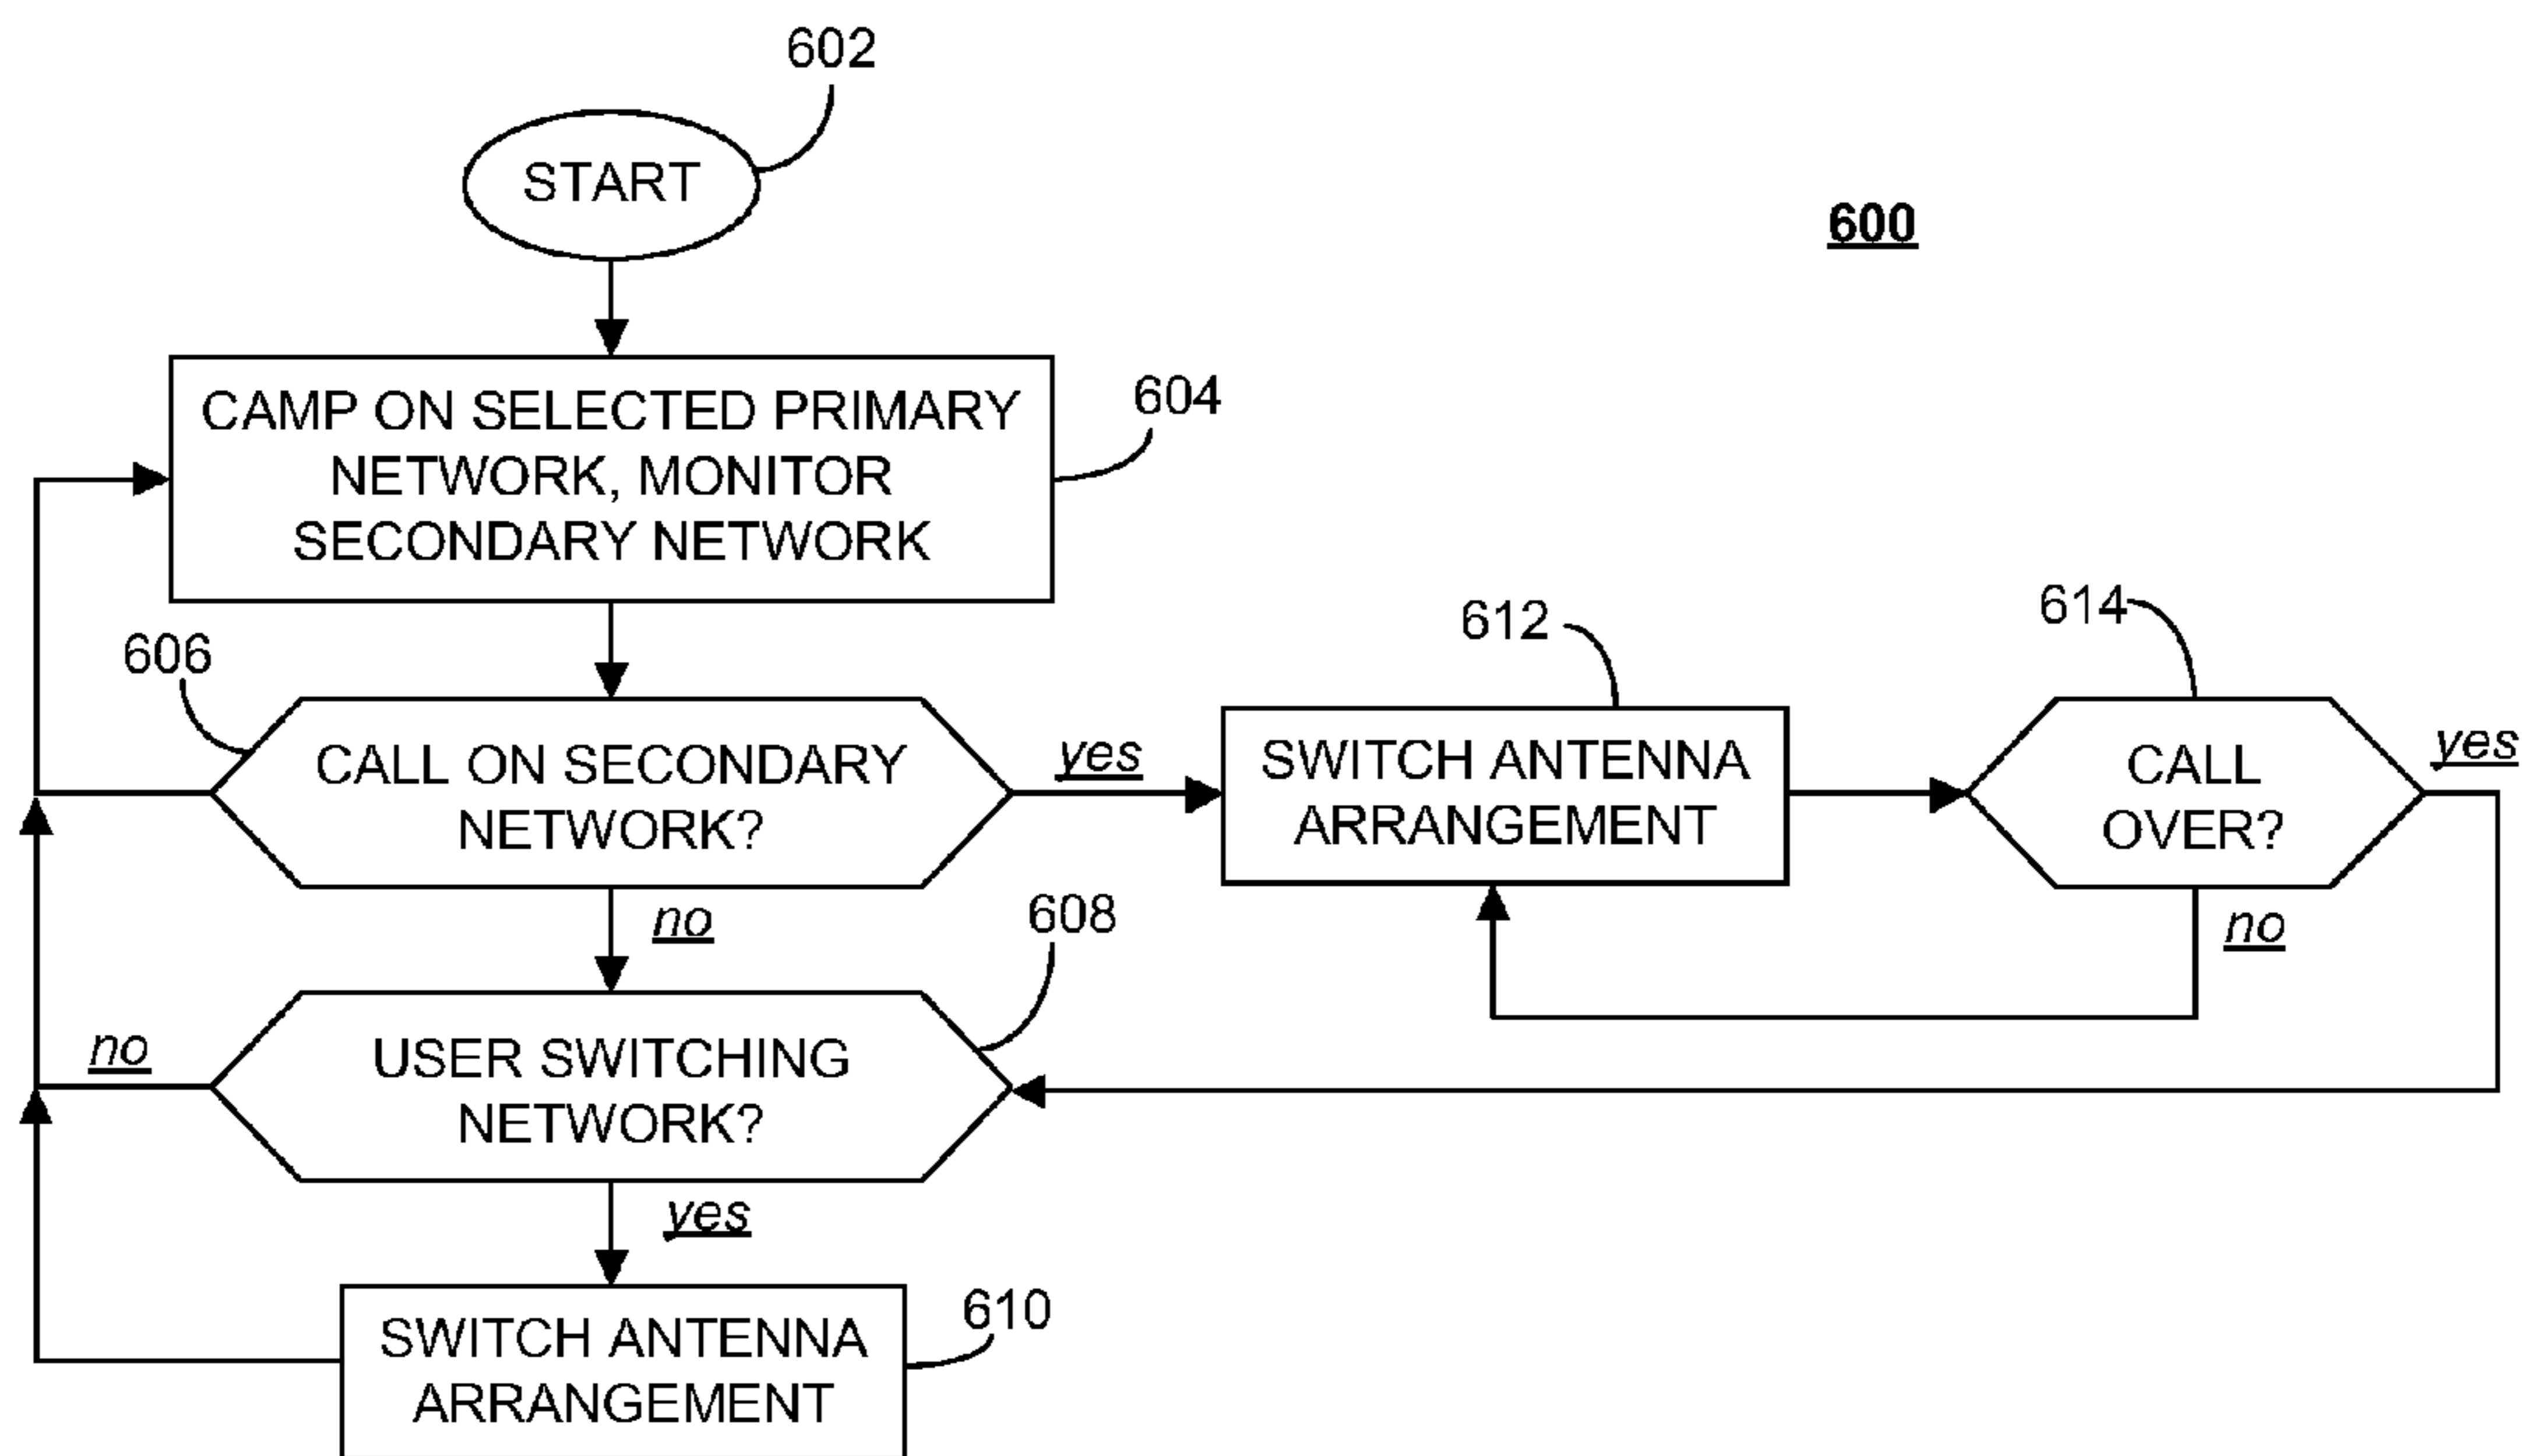 602
START
600
CAMP ON SELECTED PRIMARY
NETWORK, MONITOR
SECONDARY NETWORK
604
606
CALL ON SECONDARY
NETWORK?
yes
612
SWITCH ANTENNA
ARRANGEMENT
614
CALL
OVER?
yes
no
no
608
USER SWITCHING
NETWORK?
no
yes
SWITCH ANTENNA
ARRANGEMENT
610